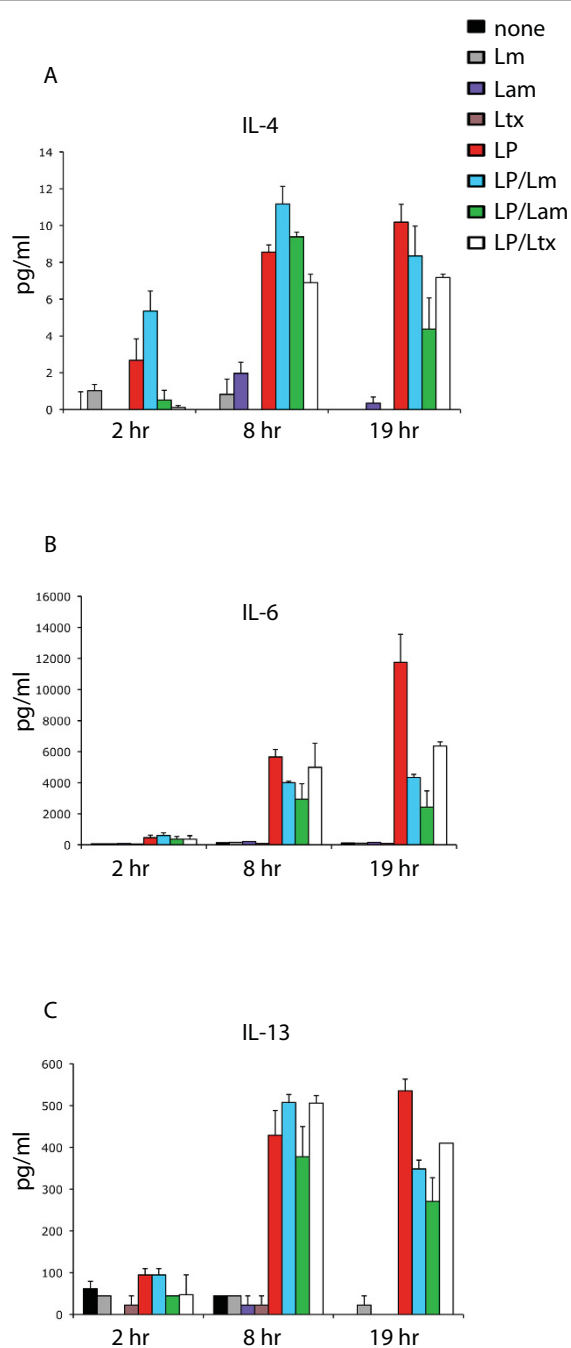 none
Lm
Lam
Ltx
LP
LP/Lm
LP/Lam
LP/Ltx
A
IL-4
pg/ml
14
12
10
8
6
4
2
0
2 hr
8 hr
19 hr
B
IL-6
pg/ml
16000
14000
12000
10000
8000
6000
4000
2000
0
2 hr
8 hr
19 hr
C
IL-13
pg/ml
600
500
400
300
200
100
0
2 hr
8 hr
19 hr